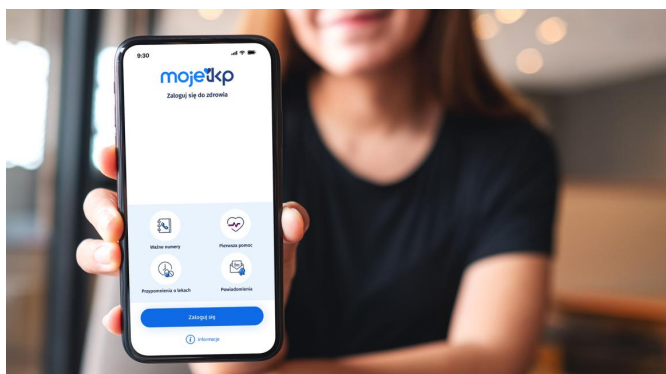 9:30
mojeikp
Zaloguj się do zdrowia
Ważne numery
Pierwsza pomoc
Przypomnienia o lekach
Powiadomienia
Zaloguj się
i Informacje